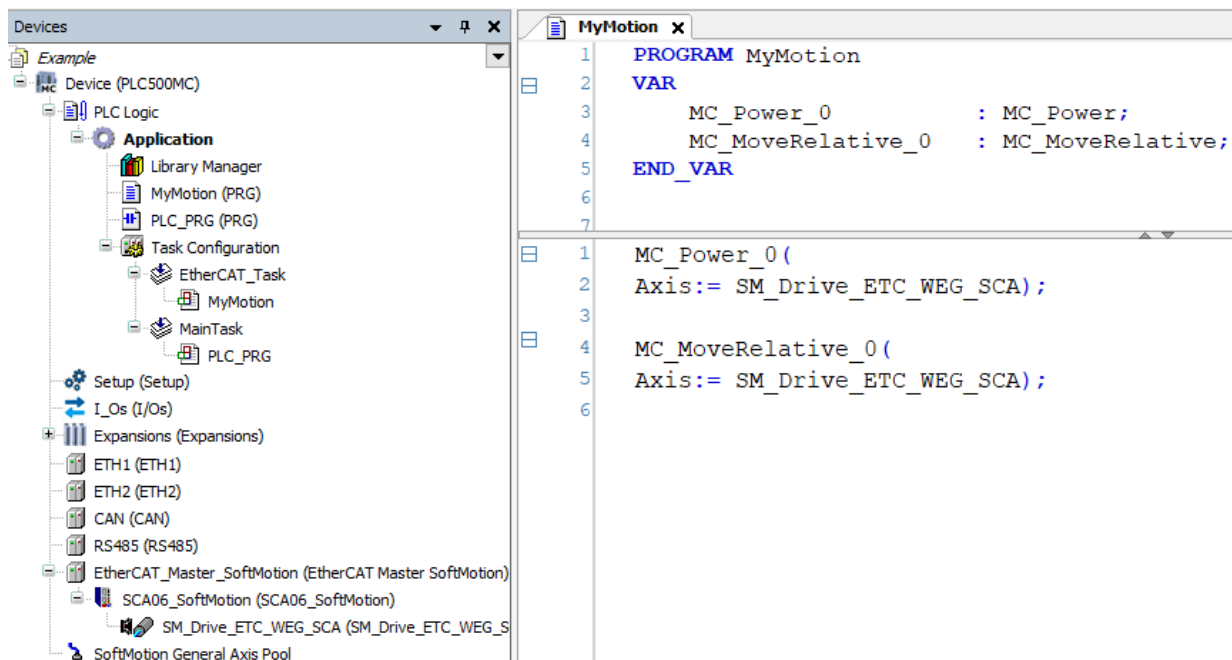 Devices
Example
Device (PLC500MC)
PLC Logic
Application
Library Manager
MyMotion (PRG)
PLC_PRG (PRG)
Task Configuration
EtherCAT_Task
MyMotion
MainTask
PLC_PRG
Setup (Setup)
I_Os (I/Os)
Expansions (Expansions)
ETH1 (ETH1)
ETH2 (ETH2)
CAN (CAN)
RS485 (RS485)
EtherCAT_Master_SoftMotion (EtherCAT Master SoftMotion)
SCA06_SoftMotion (SCA06_SoftMotion)
SM_Drive_ETC_WEG_SCA (SM_Drive_ETC_WEG_S
SoftMotion General Axis Pool
MyMotion
1 PROGRAM MyMotion
2 VAR
3 MC_Power_0 : MC_Power;
4 MC_MoveRelative_0 : MC_MoveRelative;
5 END_VAR
6
7
1 MC_Power_0(
2 Axis:= SM_Drive_ETC_WEG_SCA);
3
4 MC_MoveRelative_0(
5 Axis:= SM_Drive_ETC_WEG_SCA);
6